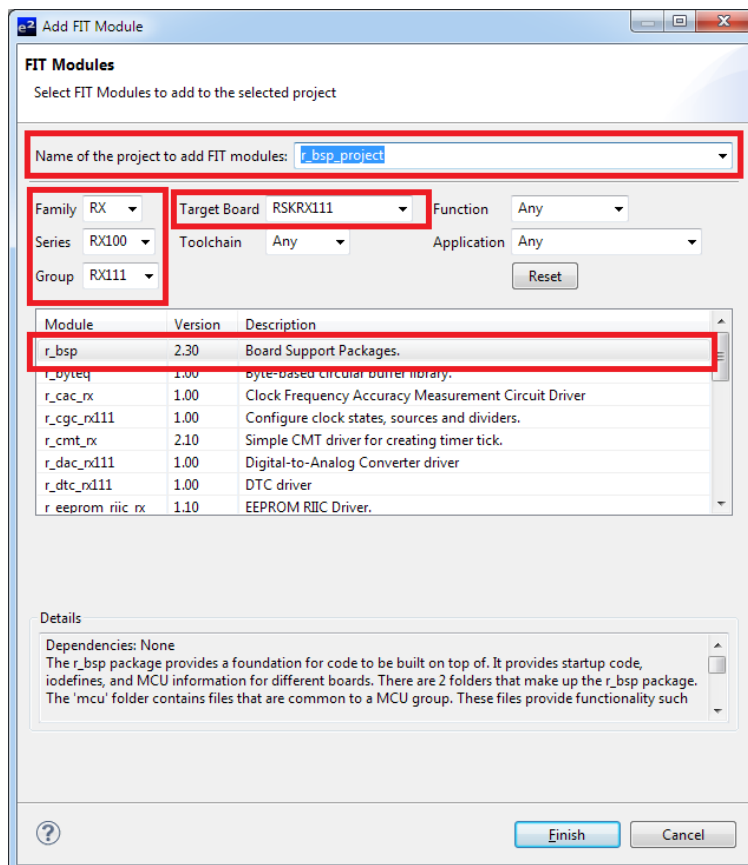 e² Add FIT Module
FIT Modules
Select FIT Modules to add to the selected project
Name of the project to add FIT modules: r_bsp_project
Family RX Target Board RSKRX111 Function Any
Series RX100 Toolchain Any Application Any
Group RX111 Reset
Module Version Description
r_bsp 2.30 Board Support Packages.
r_byteq 1.00 Byte-based circular buffer library.
r_cac_rx 1.00 Clock Frequency Accuracy Measurement Circuit Driver
r_cgc_rx111 1.00 Configure clock states, sources and dividers.
r_cmt_rx 2.10 Simple CMT driver for creating timer tick.
r_dac_rx111 1.00 Digital-to-Analog Converter driver
r_dtc_rx111 1.00 DTC driver
r_eeprom_riic_rx 1.10 EEPROM RIIC Driver.
Details
Dependencies: None
The r_bsp package provides a foundation for code to be built on top of. It provides startup code,
iodefines, and MCU information for different boards. There are 2 folders that make up the r_bsp package.
The 'mcu' folder contains files that are common to a MCU group. These files provide functionality such
? Finish Cancel